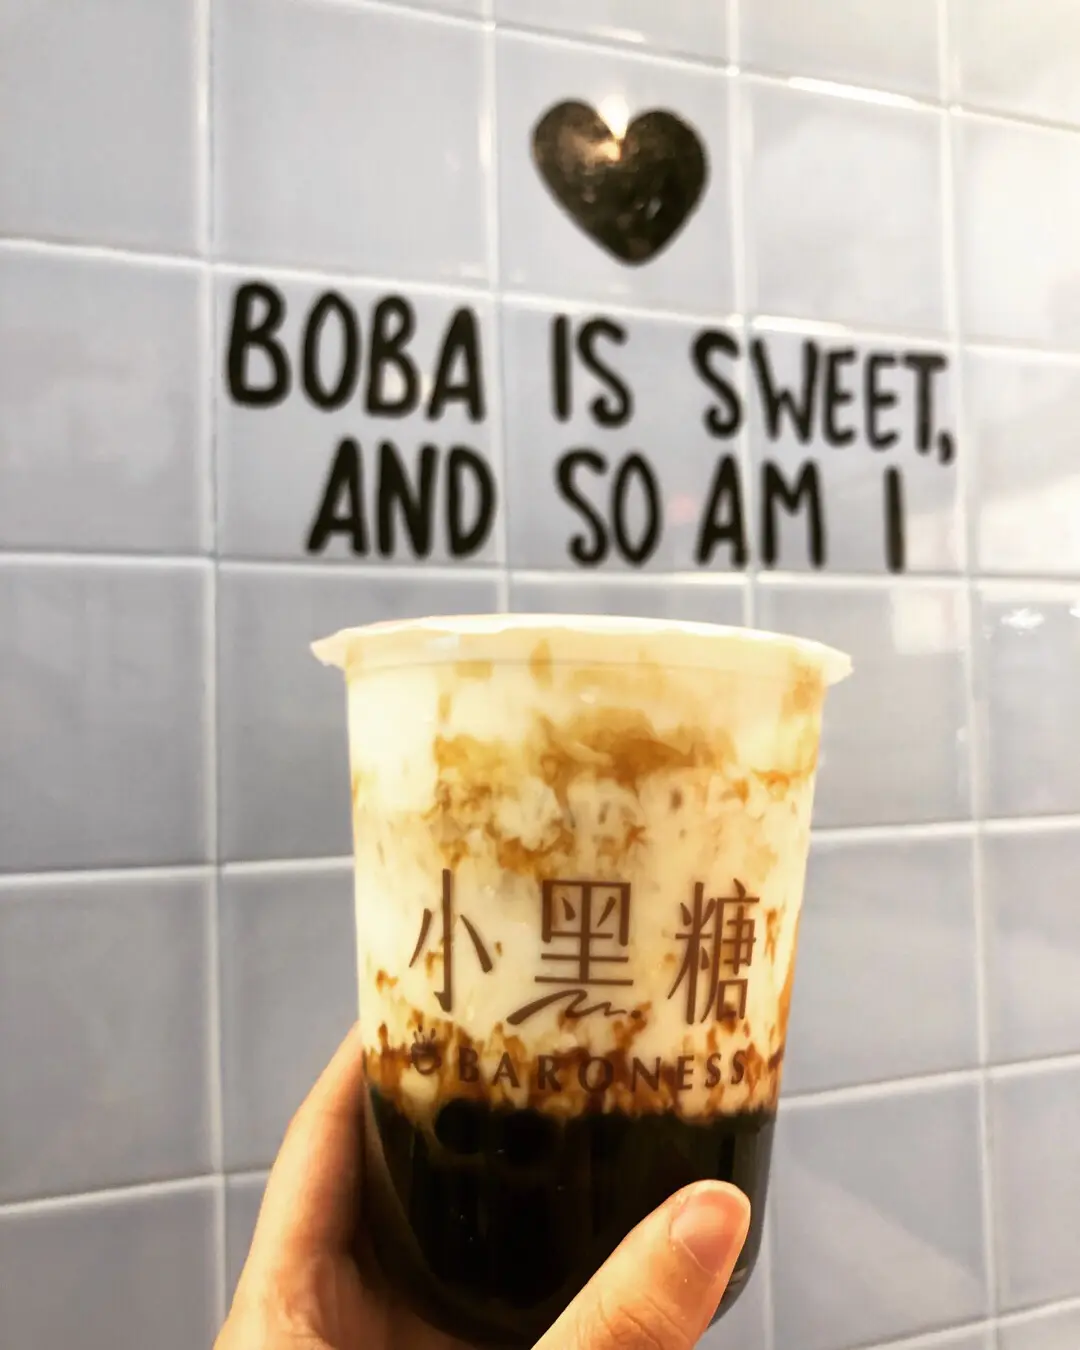 BOBA IS SWEET,
AND SO AM I
小黑糖
BARONESS